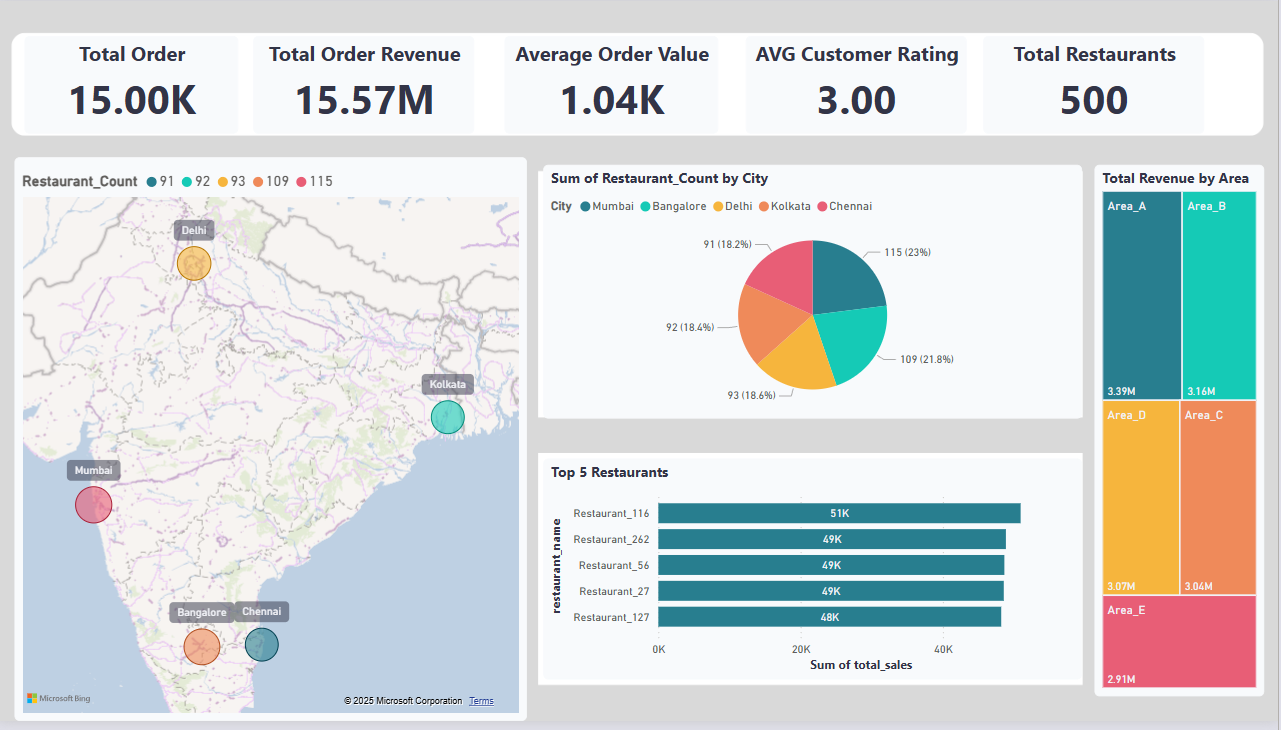 Total Order
15.00K
Total Order Revenue
15.57M
Average Order Value
1.04K
AVG Customer Rating
3.00
Total Restaurants
500
Restaurant_Count 91 92 93 109 115
Delhi
Kolkata
Mumbai
Bangalore
Chennai
Microsoft Bing
© 2025 Microsoft Corporation Terms
Sum of Restaurant_Count by City
City Mumbai Bangalore Delhi Kolkata Chennai
91 (18.2%)
115 (23%)
92 (18.4%)
109 (21.8%)
93 (18.6%)
Top 5 Restaurants
restaurant_name
Restaurant_116 51K
Restaurant_262 49K
Restaurant_56 49K
Restaurant_27 49K
Restaurant_127 48K
0K 20K 40K
Sum of total_sales
Total Revenue by Area
Area_A
3.39M
Area_B
3.16M
Area_D
3.07M
Area_C
3.04M
Area_E
2.91M